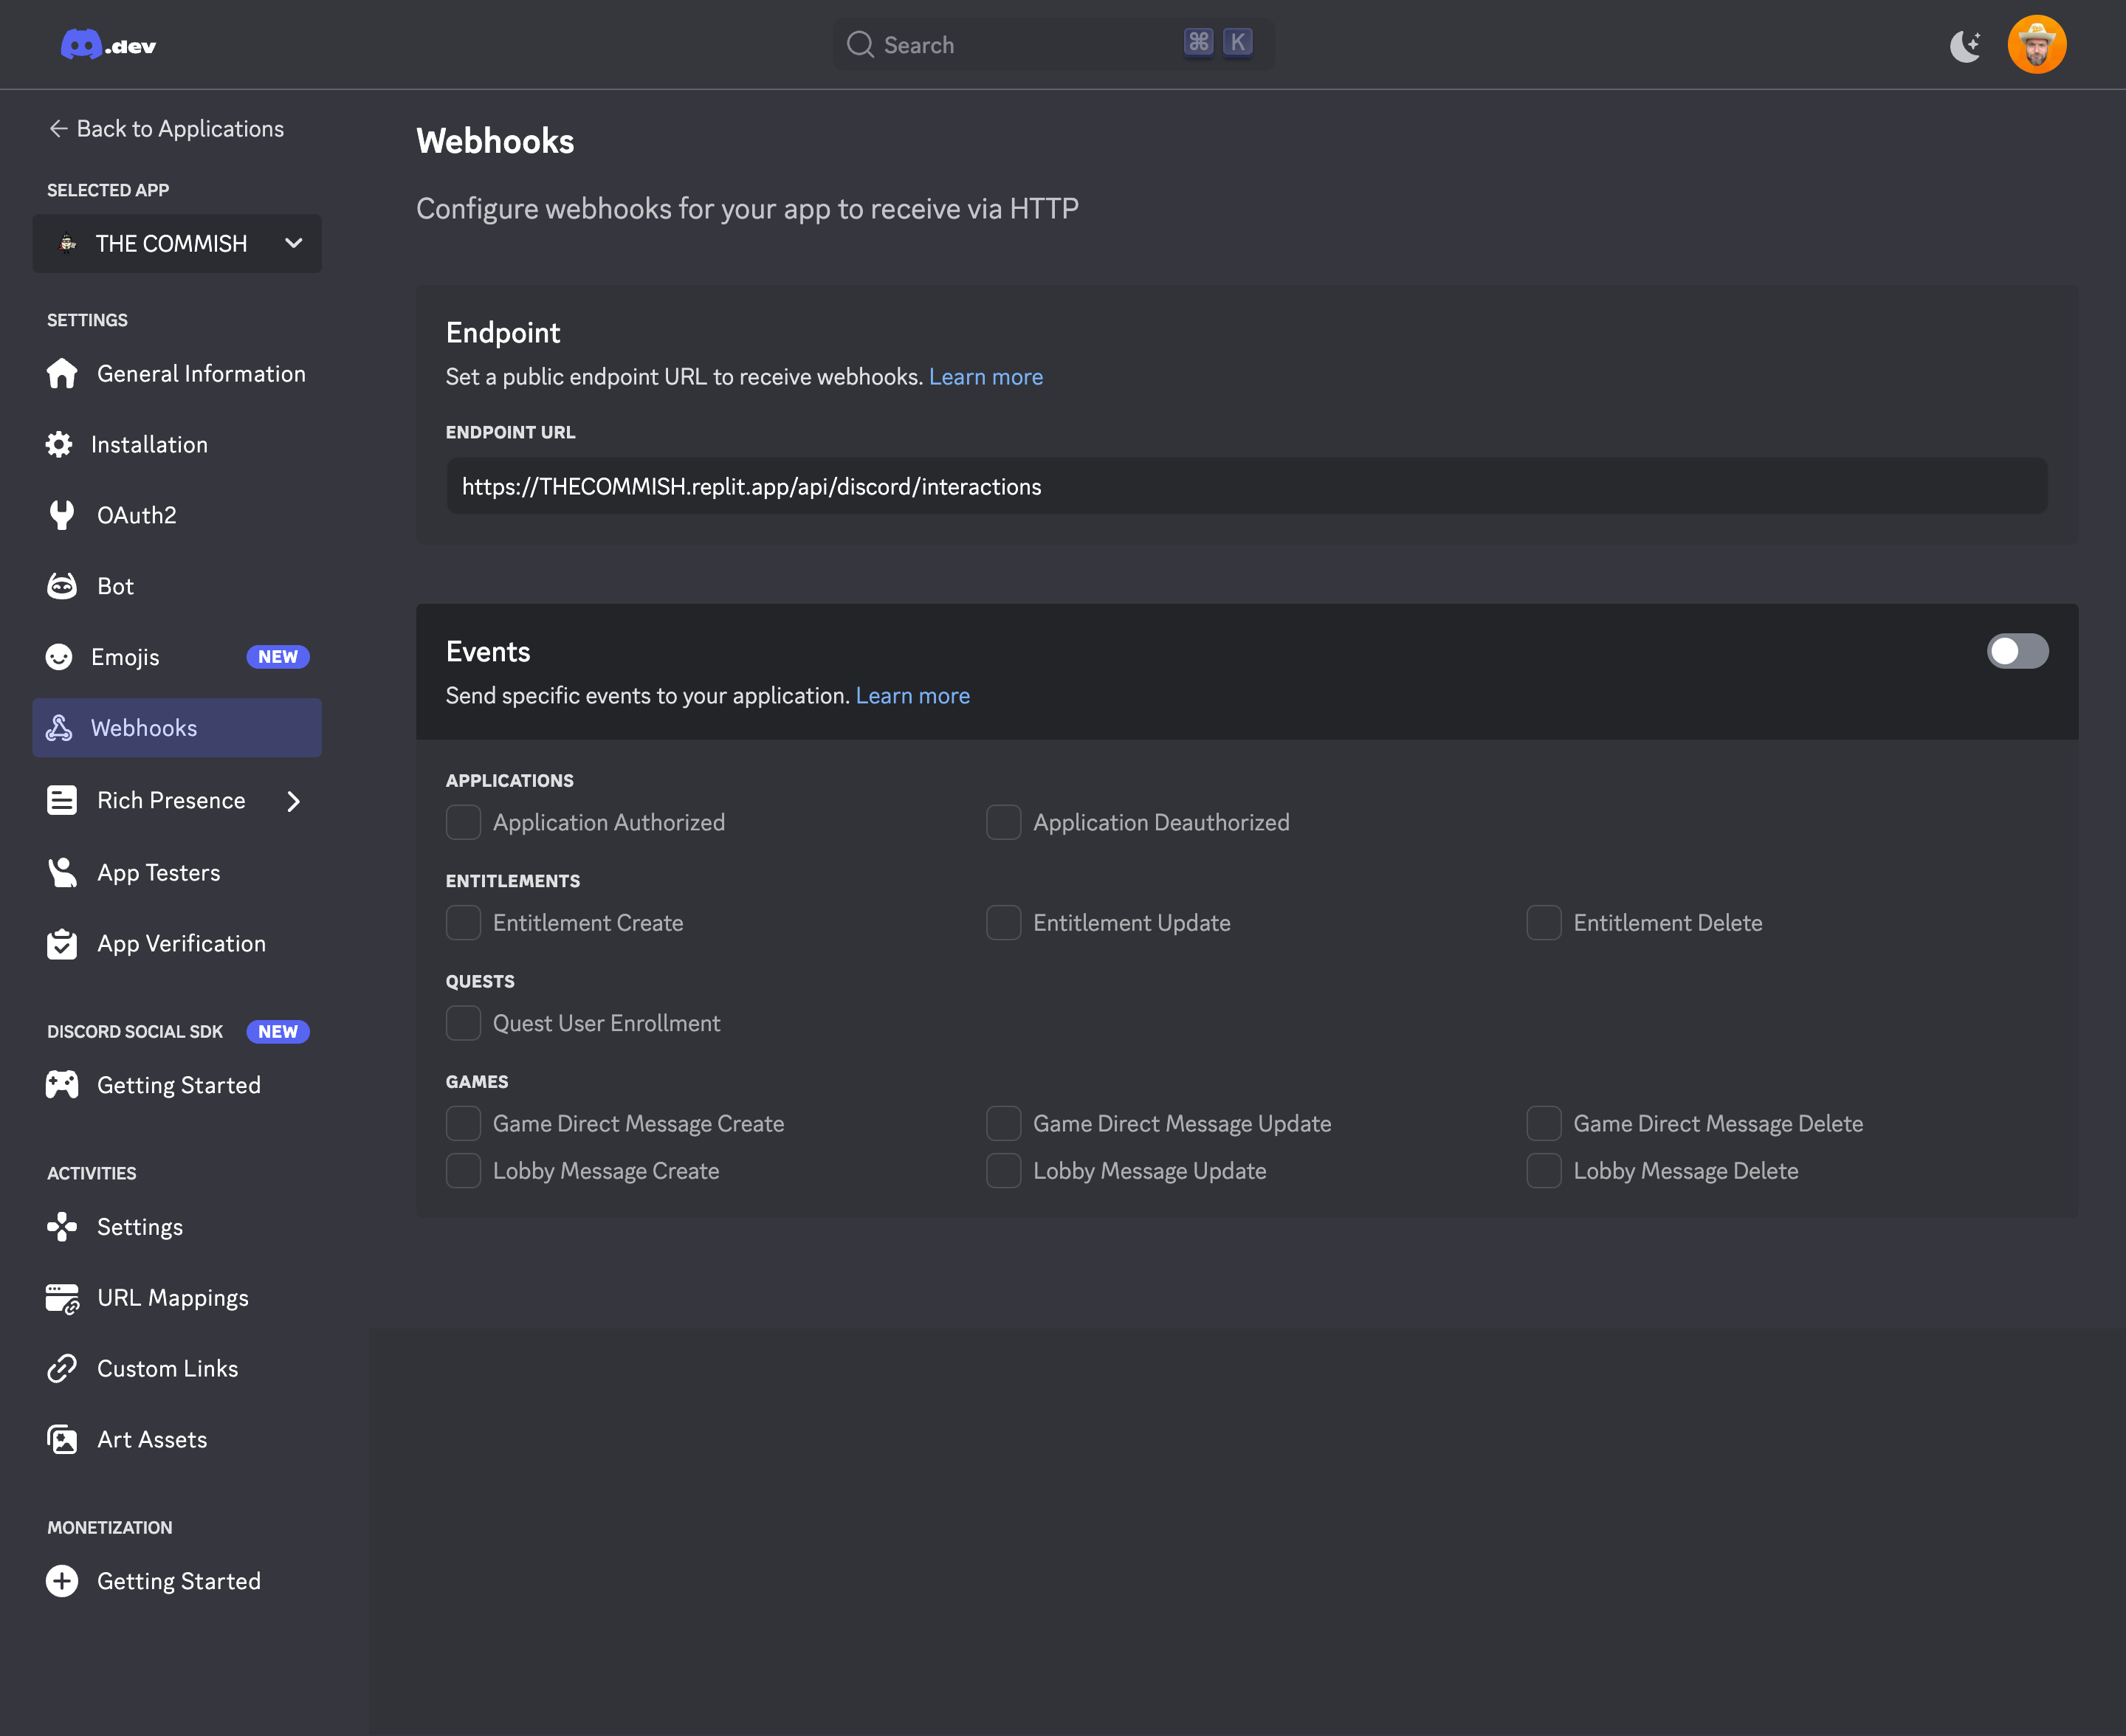 .dev
Search ⌘ K
Back to Applications
SELECTED APP
THE COMMISH
SETTINGS
General Information
Installation
OAuth2
Bot
Emojis NEW
Webhooks
Rich Presence
App Testers
App Verification
DISCORD SOCIAL SDK NEW
Getting Started
ACTIVITIES
Settings
URL Mappings
Custom Links
Art Assets
MONETIZATION
Getting Started
Webhooks
Configure webhooks for your app to receive via HTTP
Endpoint
Set a public endpoint URL to receive webhooks. Learn more
ENDPOINT URL
https://THECOMMISH.replit.app/api/discord/interactions
Events
Send specific events to your application. Learn more
APPLICATIONS
Application Authorized Application Deauthorized
ENTITLEMENTS
Entitlement Create Entitlement Update Entitlement Delete
QUESTS
Quest User Enrollment
GAMES
Game Direct Message Create Game Direct Message Update Game Direct Message Delete
Lobby Message Create Lobby Message Update Lobby Message Delete